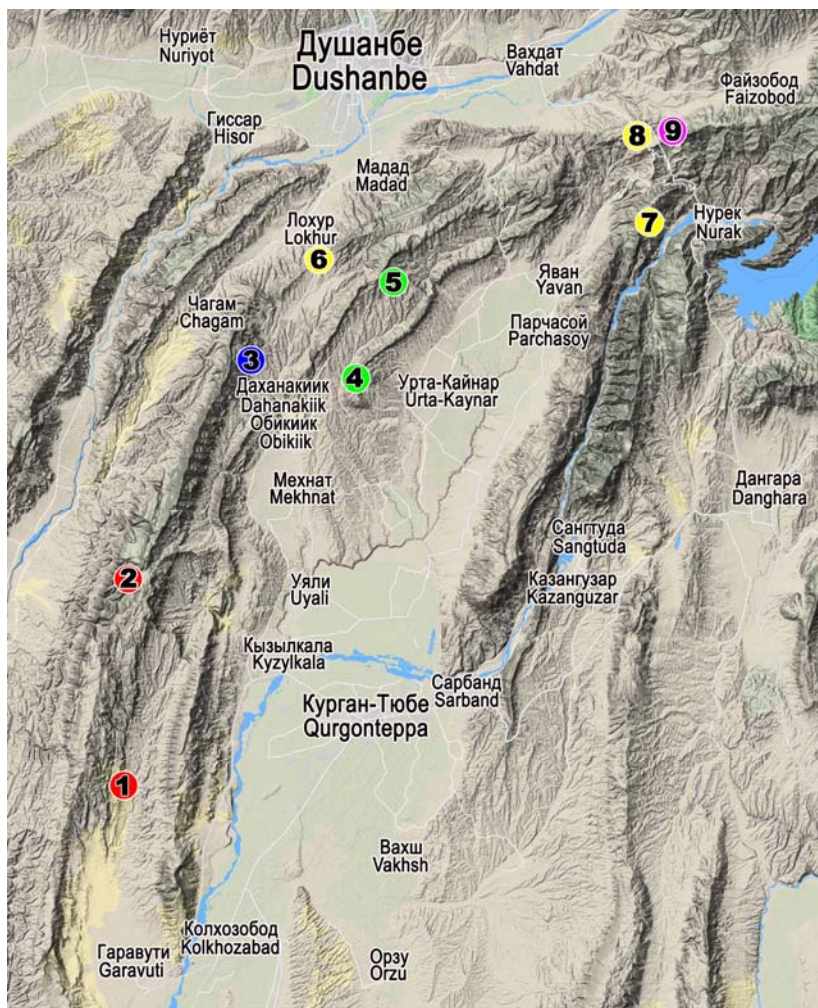 Нуриёт
Nuriyot
Душанбе
Dushanbe
Вахдат
Vahdat
Файзобод
Faizobod
Гиссар
Hisor
Мадад
Madad
8
9
Лохур
Lokhur
6
7
Нурек
Nurak
5
Яван
Yavan
Чагам
Chagam
Парчасой
Parchasoy
3
Даханакиик
Dahanakiik
Обикиик
Obikiik
4
Урта-Кайнар
Urta-Kaynar
Мехнат
Mekhnat
Дангара
Danghara
Сангтуда
Sangtuda
2
Уяли
Uyali
Казангузар
Kazanguzar
Кызылкала
Kyzylkala
Сарбанд
Sarband
Курган-Тюбе
Qurgonteppa
1
Вахш
Vakhsh
Колхозобод
Kolkhozabad
Гаравути
Garavuti
Орзу
Orzu